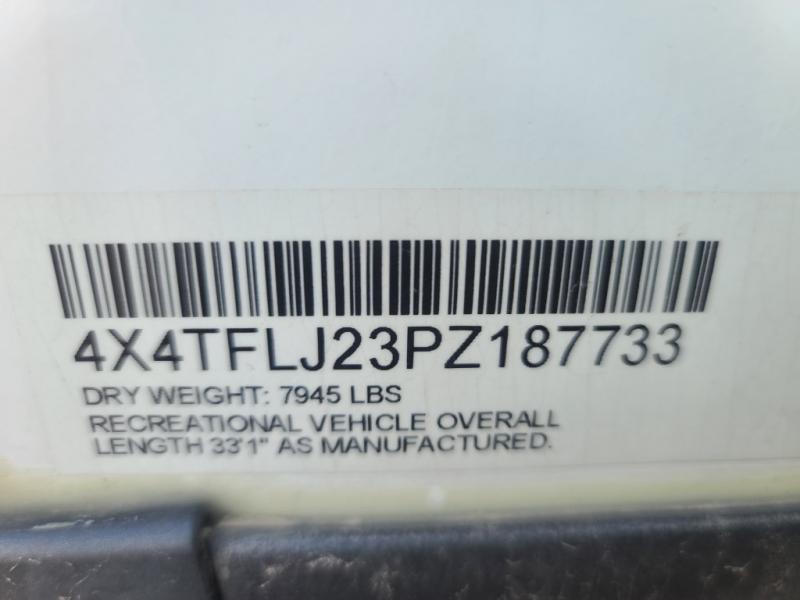 4X4TFLJ23PZ187733
DRY WEIGHT: 7945 LBS
RECREATIONAL VEHICLE OVERALL
LENGTH 33'1" AS MANUFACTURED.